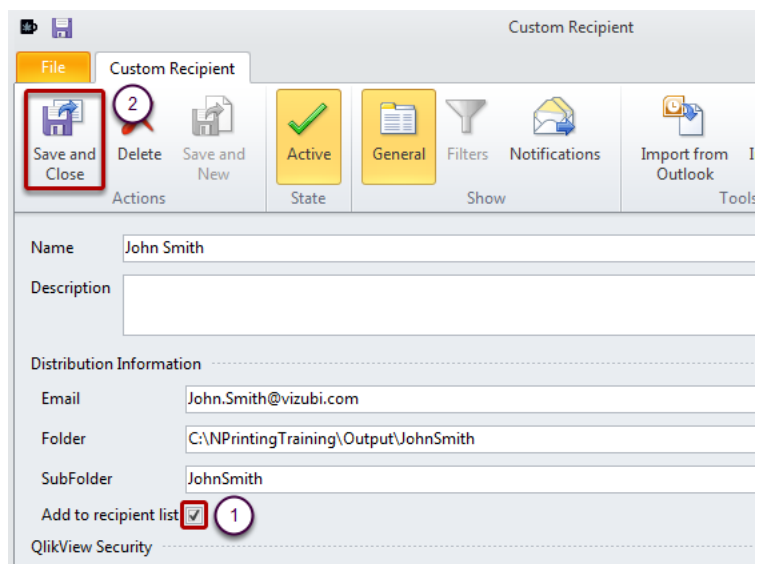 Custom Recipient
File Custom Recipient
2
Save and Close Delete Save and New Active General Filters Notifications Import from Outlook I
Actions State Show Tools
Name John Smith
Description
Distribution Information
Email John.Smith@vizubi.com
Folder C:\NPrintingTraining\Output\JohnSmith
SubFolder JohnSmith
Add to recipient list 1
QlikView Security